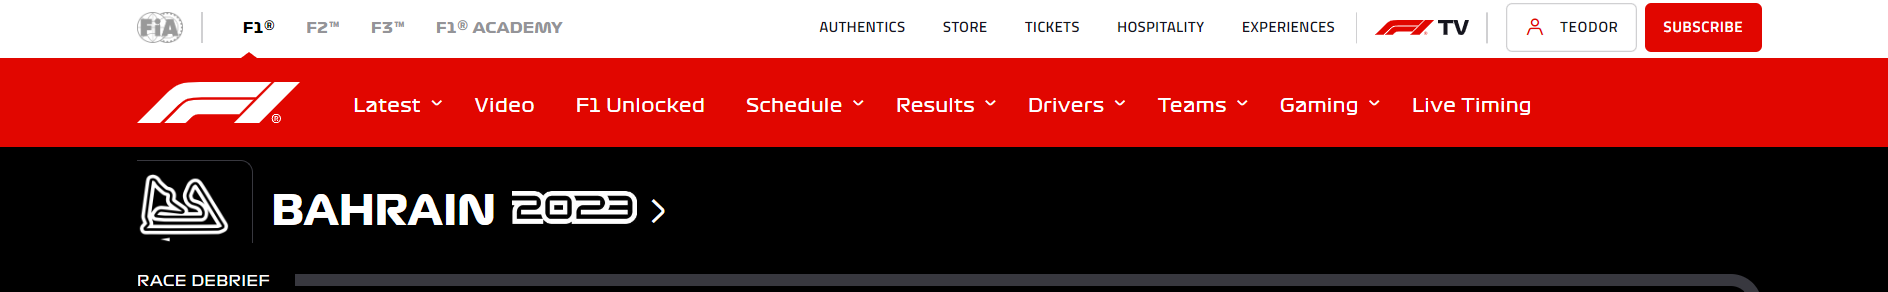 FIA F1® F2™ F3™ F1® ACADEMY AUTHENTICS STORE TICKETS HOSPITALITY EXPERIENCES F1 TV TEODOR SUBSCRIBE
F1® Latest Video F1 Unlocked Schedule Results Drivers Teams Gaming Live Timing
BAHRAIN 2023
RACE DEBRIEF